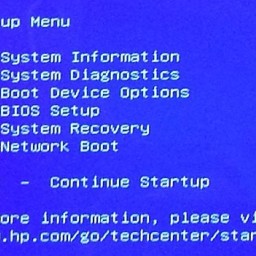 up Menu
System Information
System Diagnostics
Boot Device Options
BIOS Setup
System Recovery
Network Boot
- Continue Startup
ore information, please vi
.hp.com/go/techcenter/star